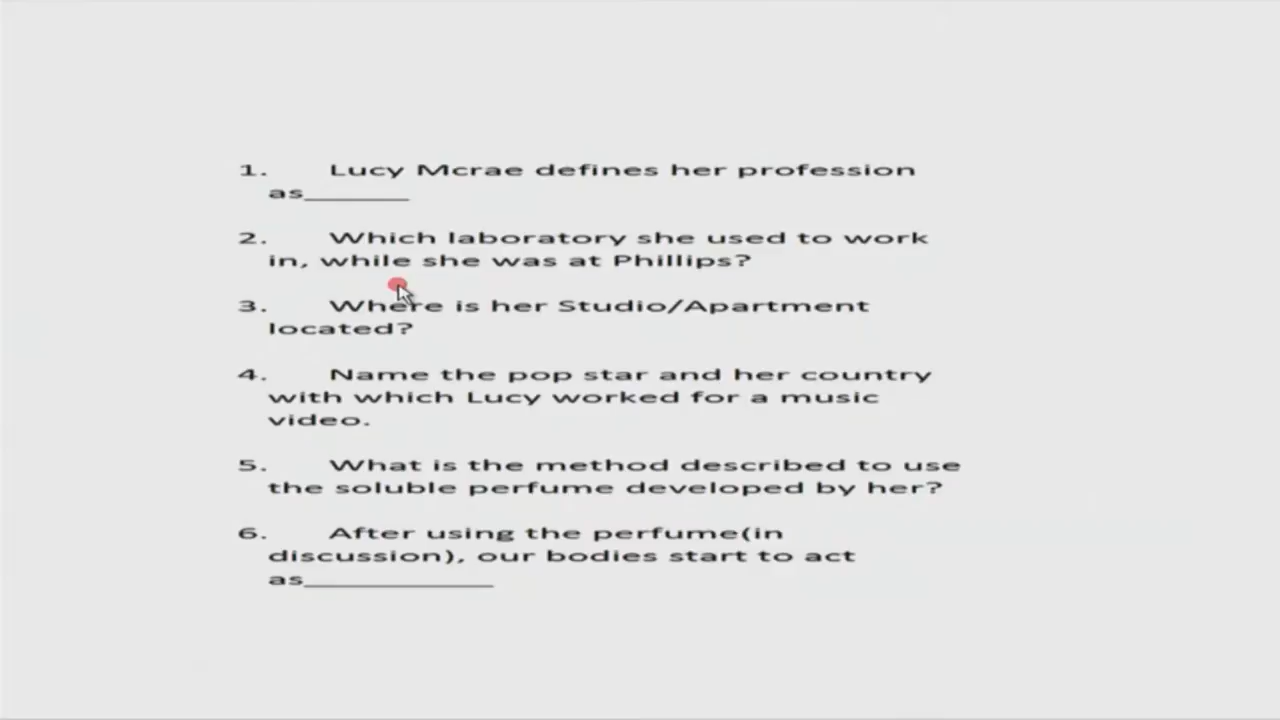 1. Lucy Mcrae defines her profession
as_______
2. Which laboratory she used to work
in, while she was at Phillips?
3. Where is her Studio/Apartment
located?
4. Name the pop star and her country
with which Lucy worked for a music
video.
5. What is the method described to use
the soluble perfume developed by her?
6. After using the perfume(in
discussion), our bodies start to act
as_____________